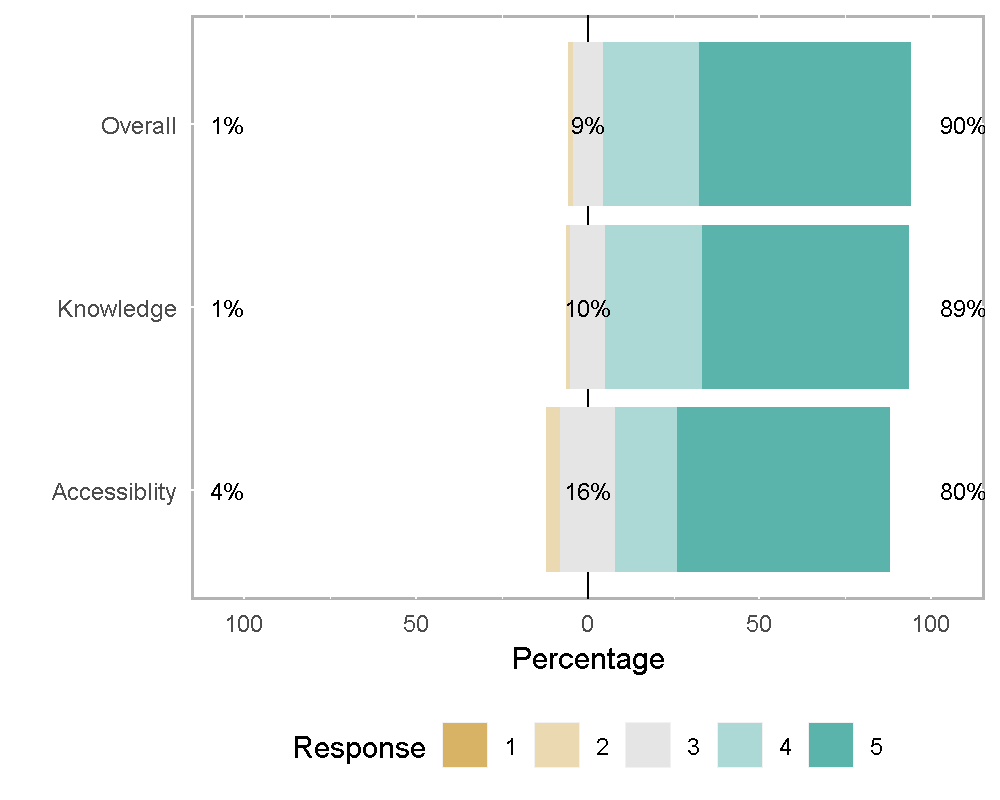 Overall 1% 9% 90%
Knowledge 1% 10% 89%
Accessiblity 4% 16% 80%
100 50 0 50 100
Percentage
Response 1 2 3 4 5